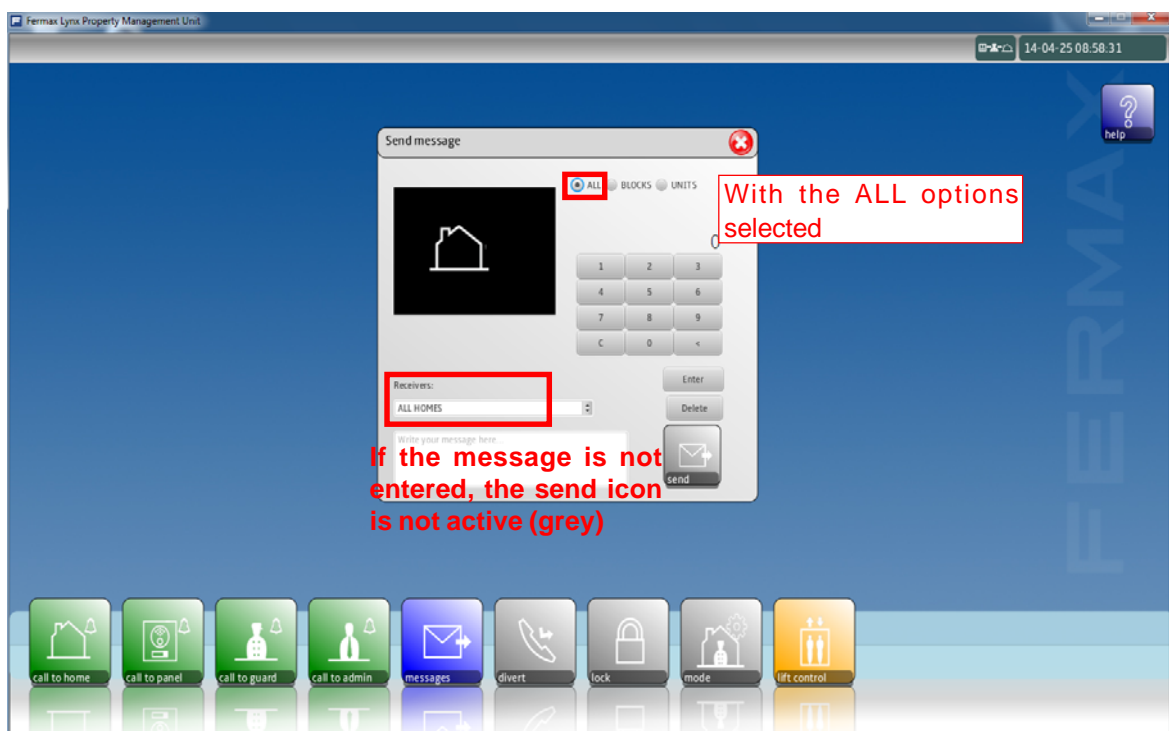 Fermax Lynx Property Management Unit
14-04-25 08:58:31
help
Send message
ALL BLOCKS UNITS
With the ALL options
selected
0
1 2 3
4 5 6
7 8 9
C 0 <
Receivers:
Enter
ALL HOMES
Delete
Write your message here...
If the message is not
entered, the send icon
is not active (grey)
send
FERMAX
call to home
call to panel
call to guard
call to admin
messages
divert
lock
mode
lift control